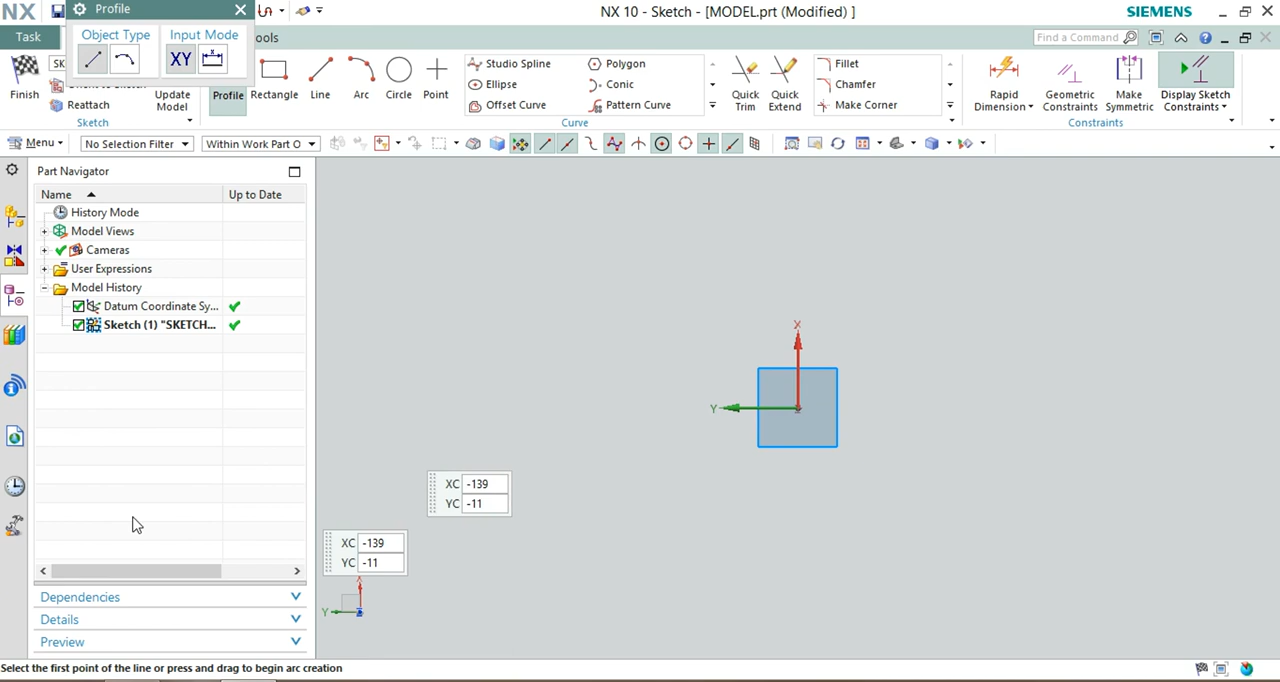 NX
Profile
NX 10 - Sketch - [MODEL.prt (Modified) ]
SIEMENS
Task
ools
Find a Command
Object Type
Input Mode
XY
Finish
SK
Reattach
Sketch
Update
Model
Profile
Rectangle
Line
Arc
Circle
Point
Studio Spline
Ellipse
Offset Curve
Polygon
Conic
Pattern Curve
Curve
Quick
Trim
Quick
Extend
Fillet
Chamfer
Make Corner
Rapid
Dimension
Geometric
Constraints
Make
Symmetric
Display Sketch
Constraints
Constraints
Menu
No Selection Filter
Within Work Part O
Part Navigator
Name
Up to Date
History Mode
Model Views
Cameras
User Expressions
Model History
Datum Coordinate Sy...
Sketch (1) "SKETCH...
X
Y
XC -139
YC -11
XC -139
YC -11
Y
Dependencies
Details
Preview
Select the first point of the line or press and drag to begin arc creation